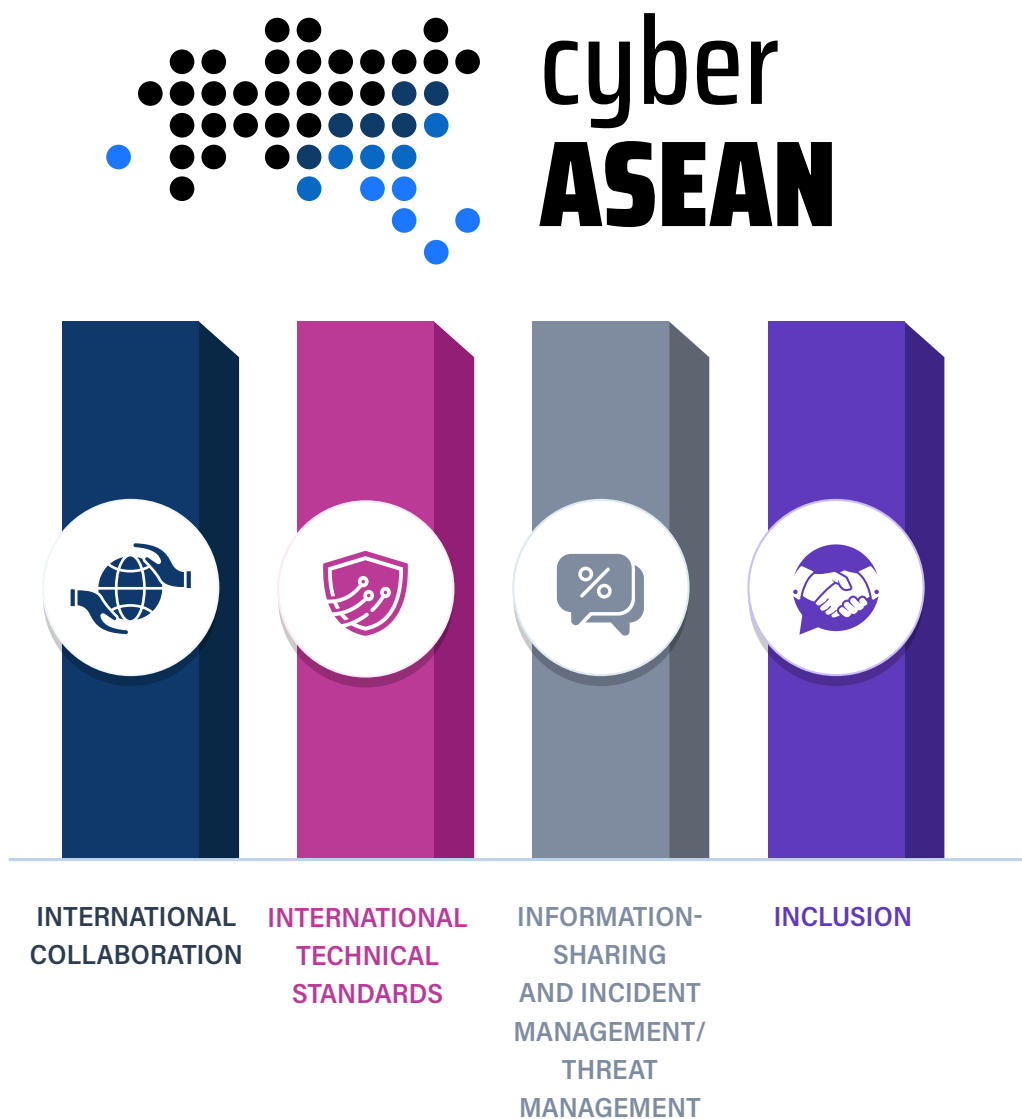 cyber
ASEAN
INTERNATIONAL
COLLABORATION
INTERNATIONAL
TECHNICAL
STANDARDS
INFORMATION-
SHARING
AND INCIDENT
MANAGEMENT/
THREAT
MANAGEMENT
INCLUSION